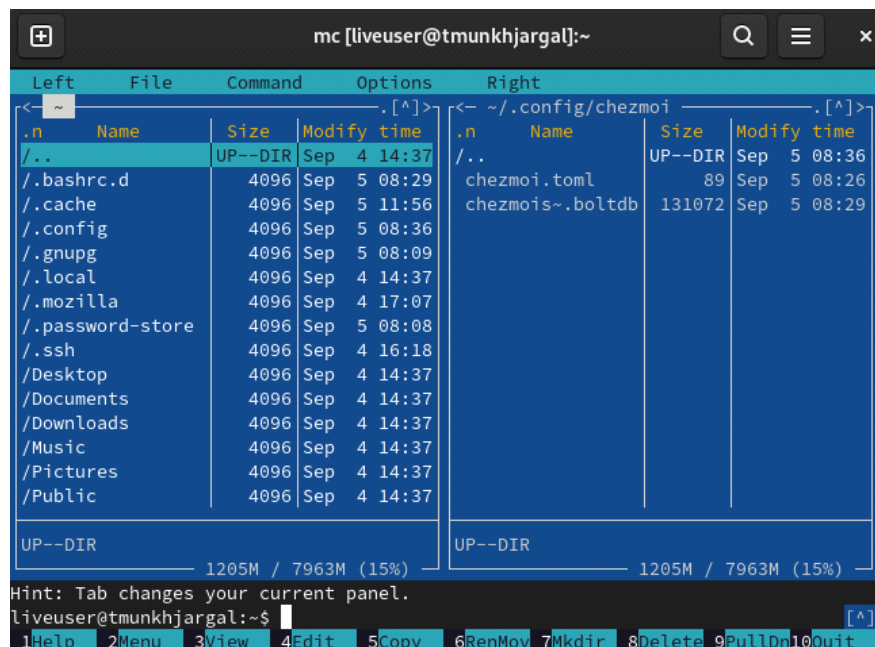 mc [liveuser@tmunkhjargal]:~
Left File Command Options Right
<- ~ .[^]> <- ~/.config/chezmoi .[^]>
.n Name Size Modify time .n Name Size Modify time
/.. UP--DIR Sep 4 14:37 /.. UP--DIR Sep 5 08:36
/.bashrc.d 4096 Sep 5 08:29 chezmoi.toml 89 Sep 5 08:26
/.cache 4096 Sep 5 11:56 chezmois~.boltdb 131072 Sep 5 08:29
/.config 4096 Sep 5 08:36
/.gnupg 4096 Sep 5 08:09
/.local 4096 Sep 4 14:37
/.mozilla 4096 Sep 4 17:07
/.password-store 4096 Sep 5 08:08
/.ssh 4096 Sep 4 16:18
/Desktop 4096 Sep 4 14:37
/Documents 4096 Sep 4 14:37
/Downloads 4096 Sep 4 14:37
/Music 4096 Sep 4 14:37
/Pictures 4096 Sep 4 14:37
/Public 4096 Sep 4 14:37
UP--DIR UP--DIR
1205M / 7963M (15%) 1205M / 7963M (15%)
Hint: Tab changes your current panel.
liveuser@tmunkhjargal:~$ [^]
1Help 2Menu 3View 4Edit 5Copy 6RenMov 7Mkdir 8Delete 9PullDn 10Quit